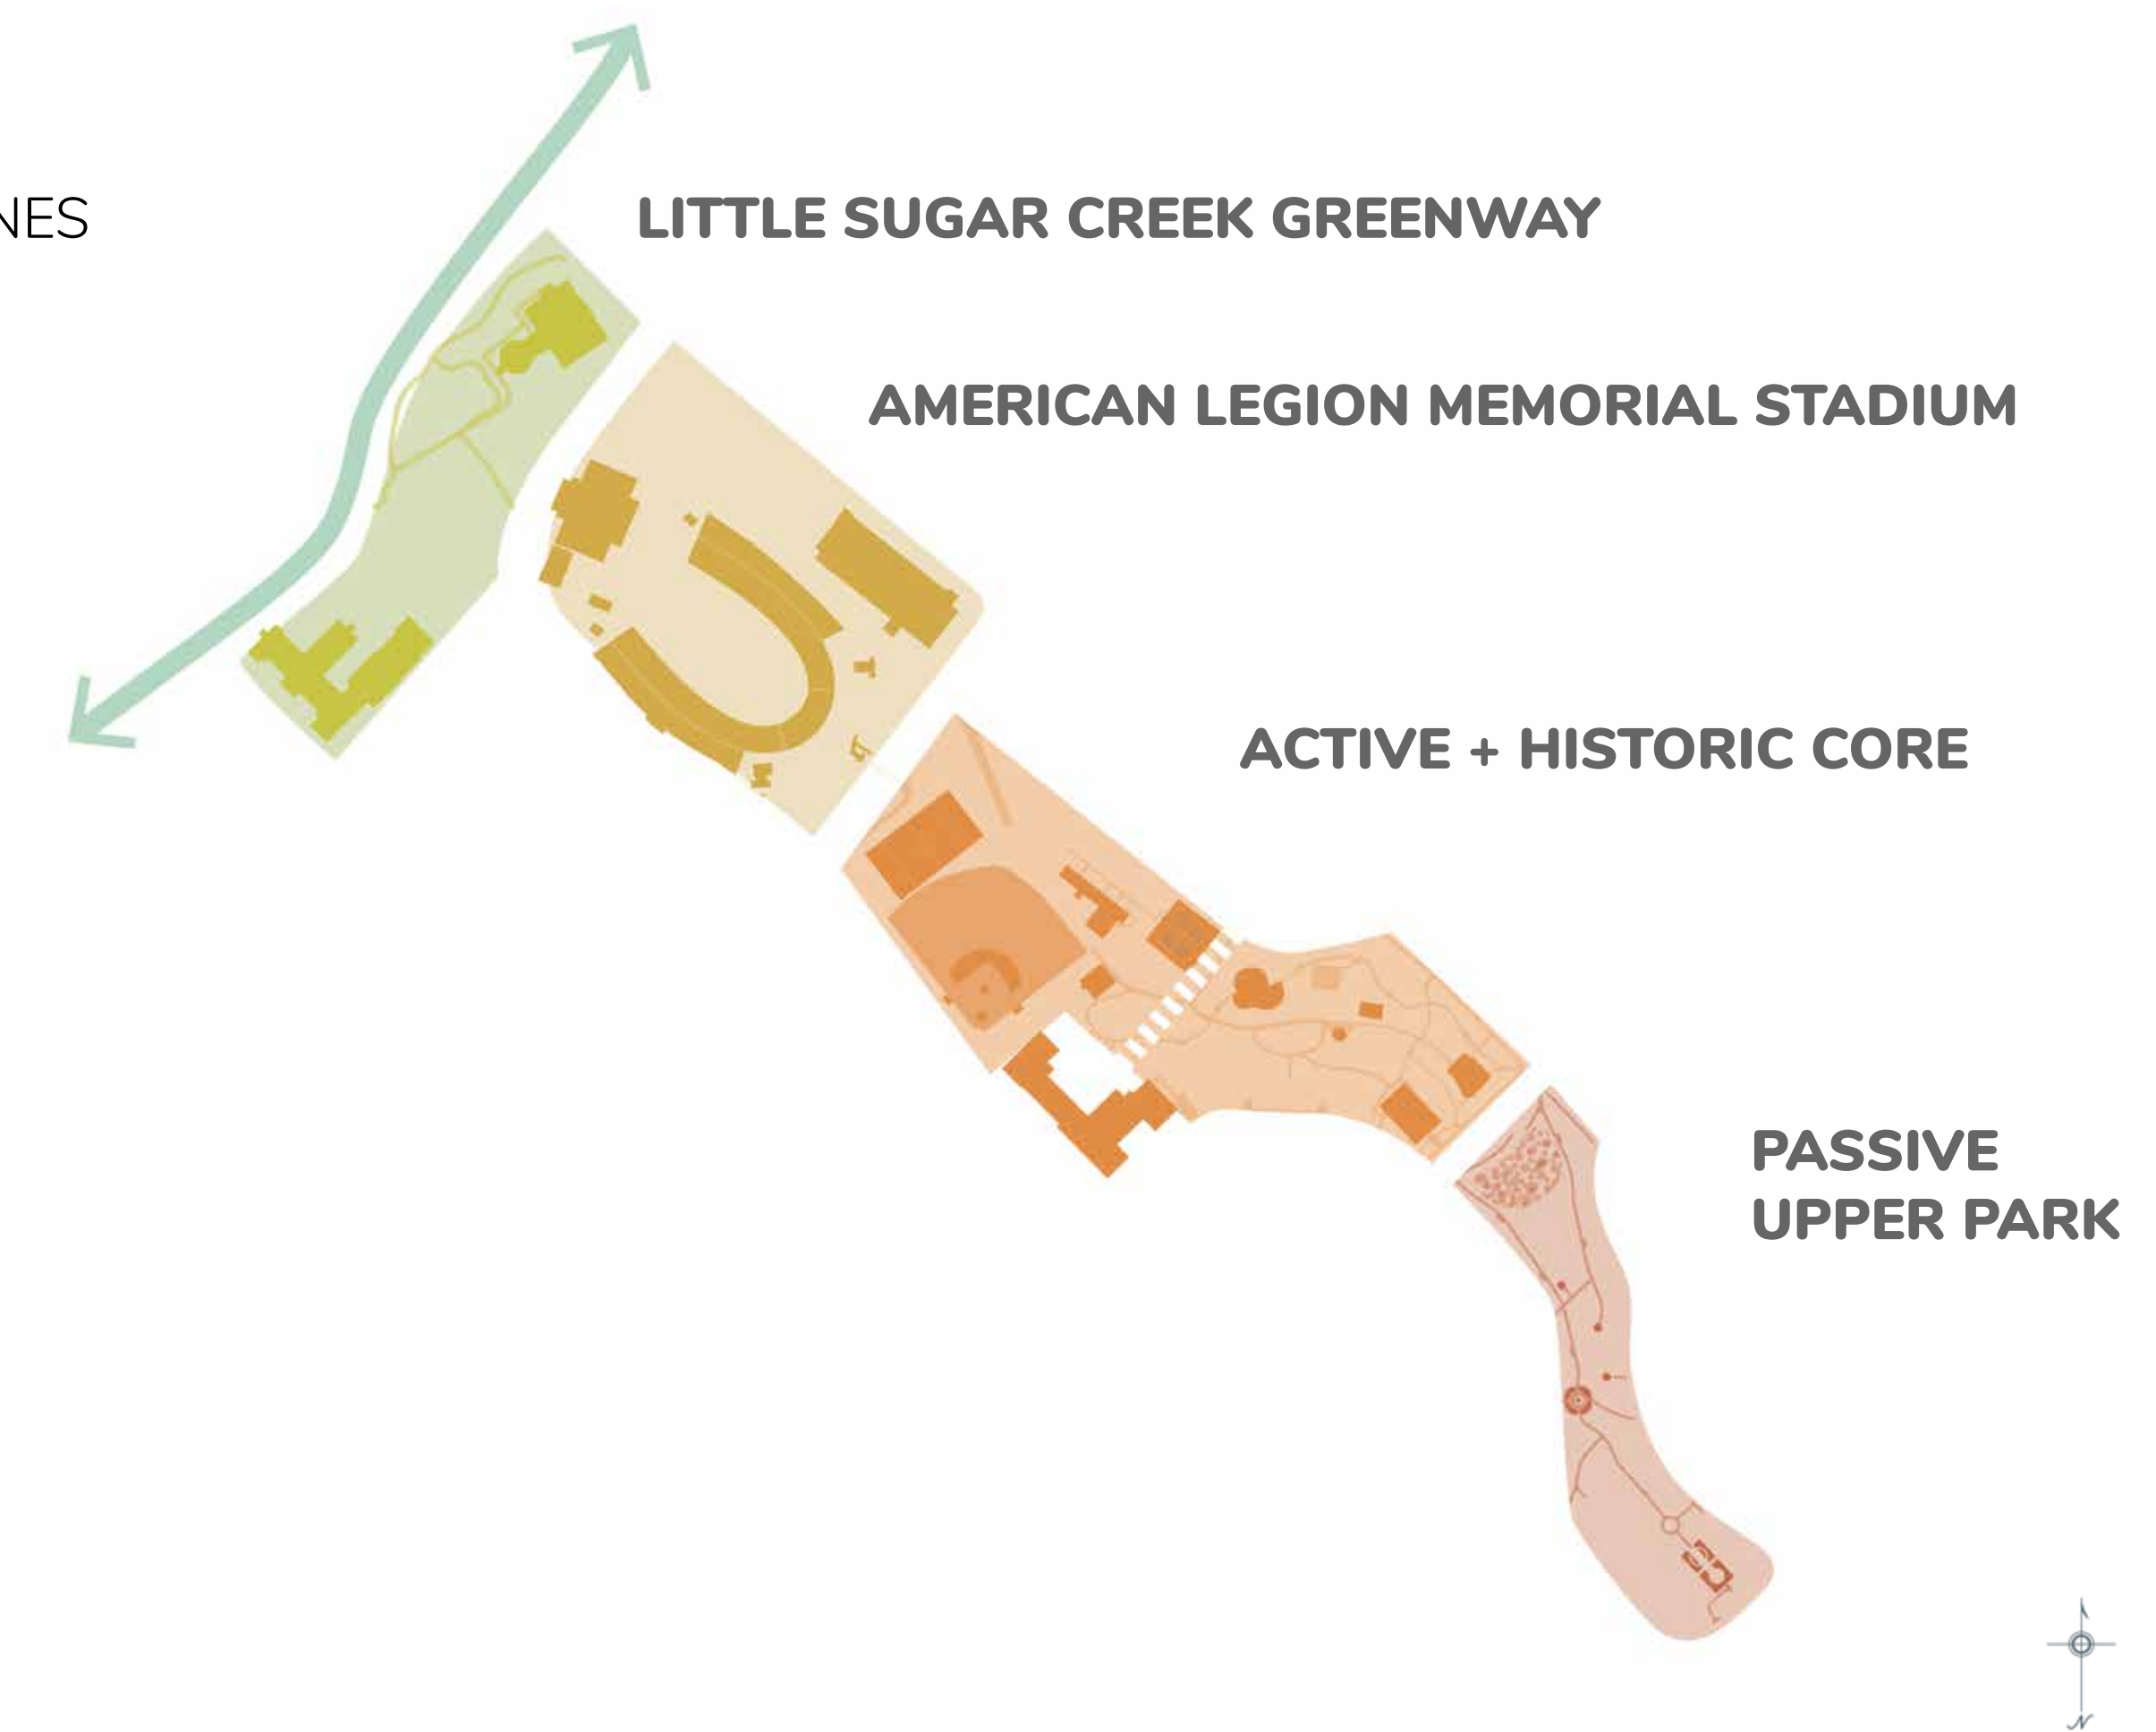 NES
LITTLE SUGAR CREEK GREENWAY
AMERICAN LEGION MEMORIAL STADIUM
ACTIVE + HISTORIC CORE
PASSIVE
UPPER PARK
N